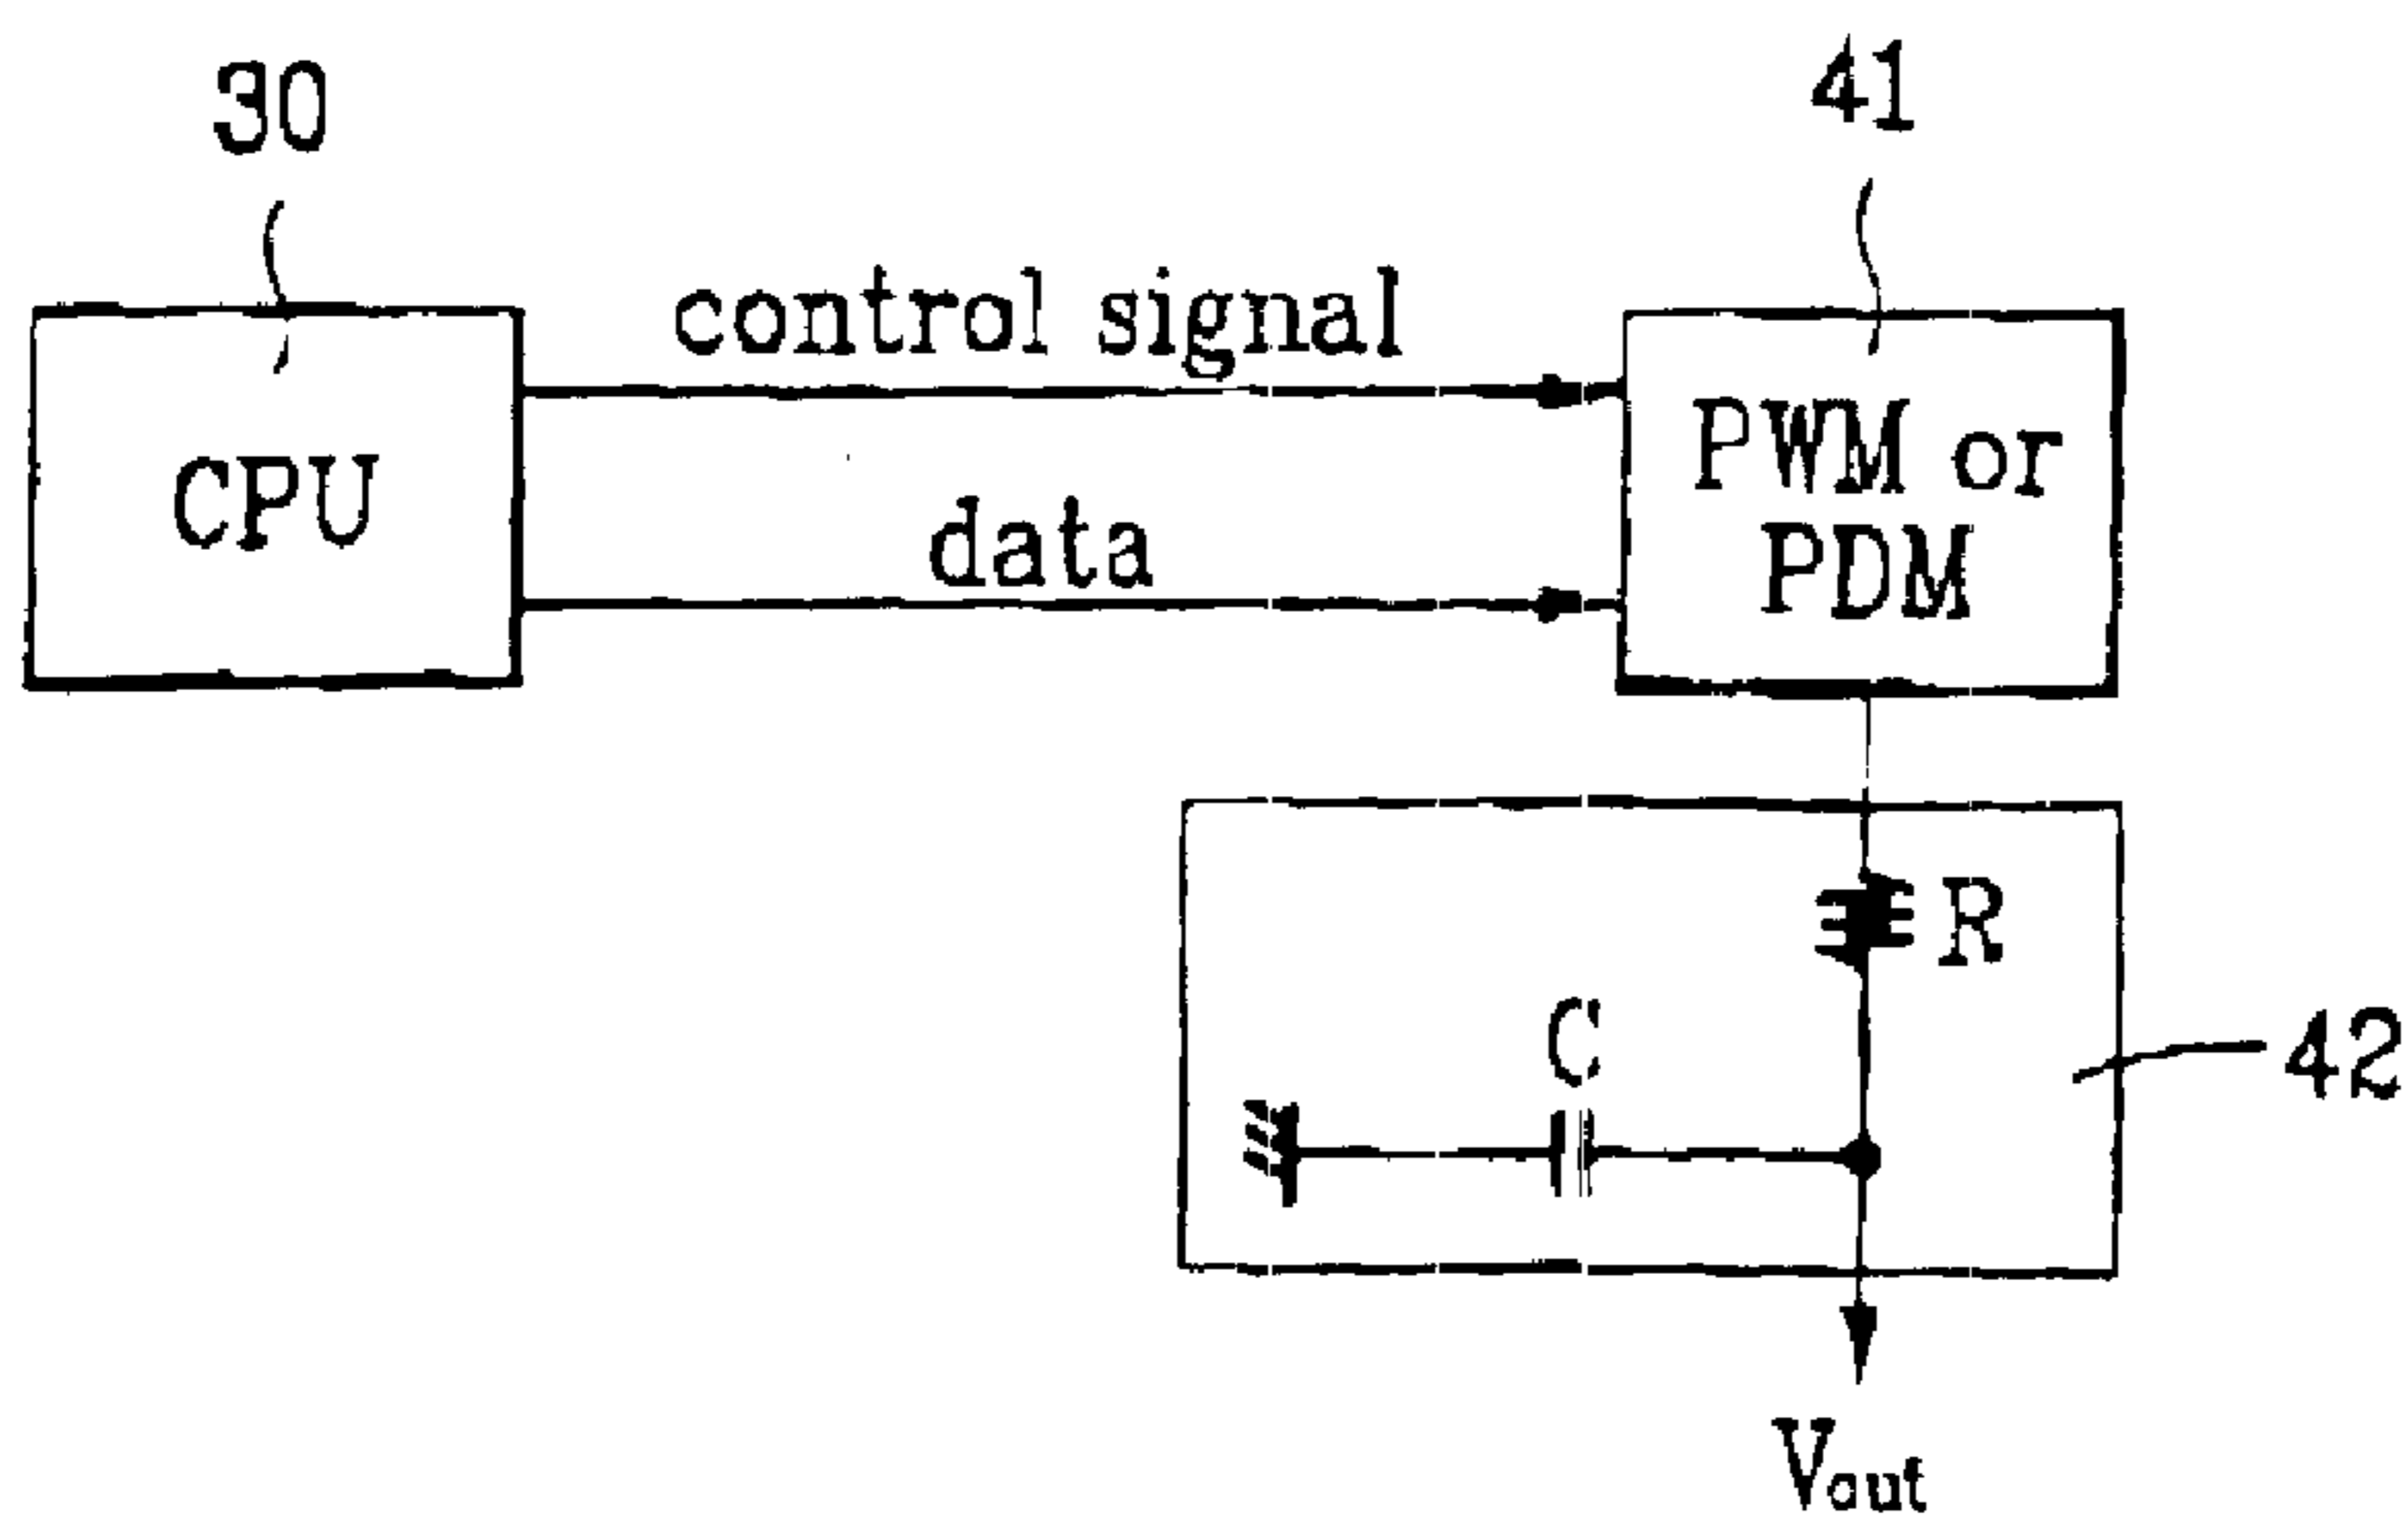 30
41
control signal
CPU
data
PWM or
PDM
R
C
42
Vout